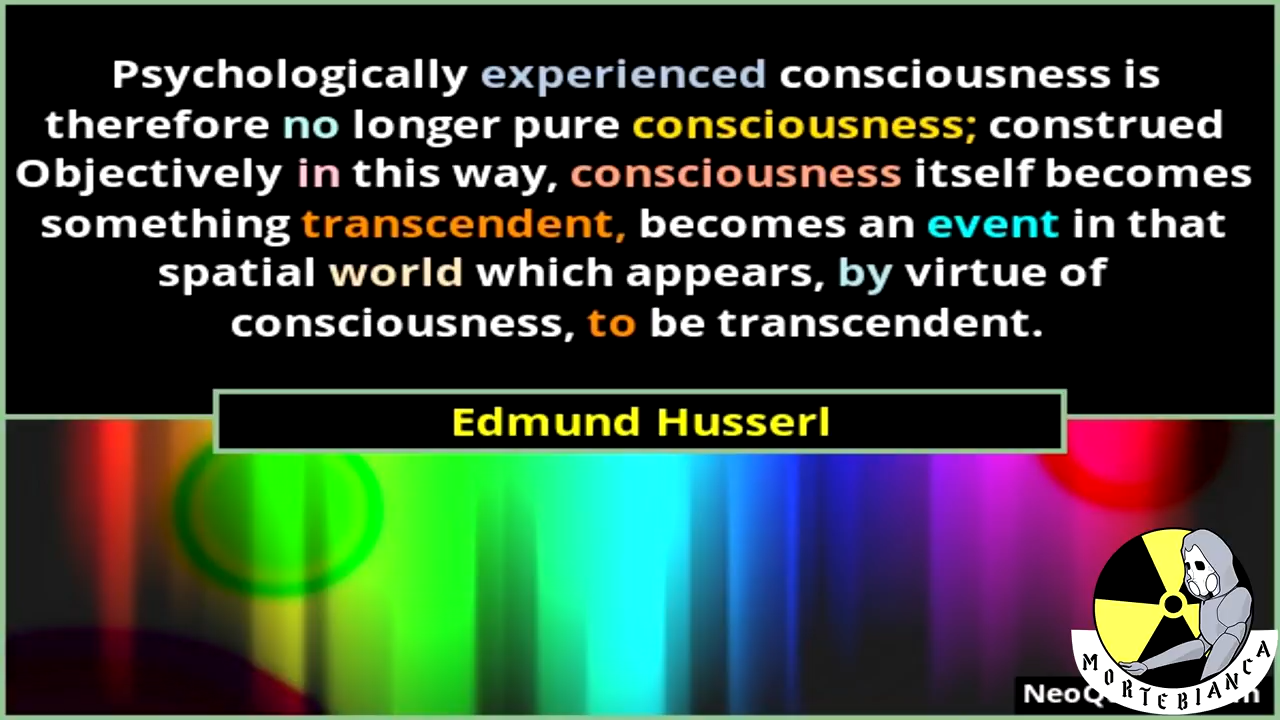 Psychologically experienced consciousness is
therefore no longer pure consciousness; construed
Objectively in this way, consciousness itself becomes
something transcendent, becomes an event in that
spatial world which appears, by virtue of
consciousness, to be transcendent.
Edmund Husserl
MORTEBIANCA